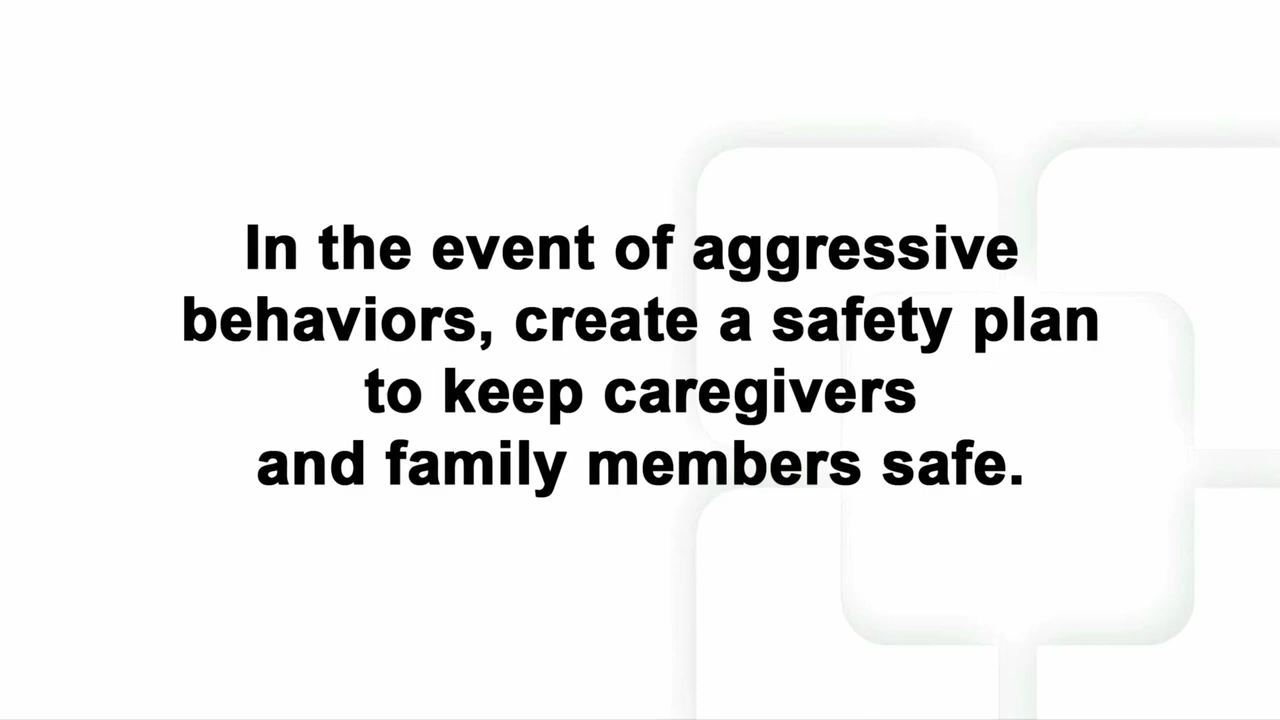 In the event of aggressive
behaviors, create a safety plan
to keep caregivers
and family members safe.